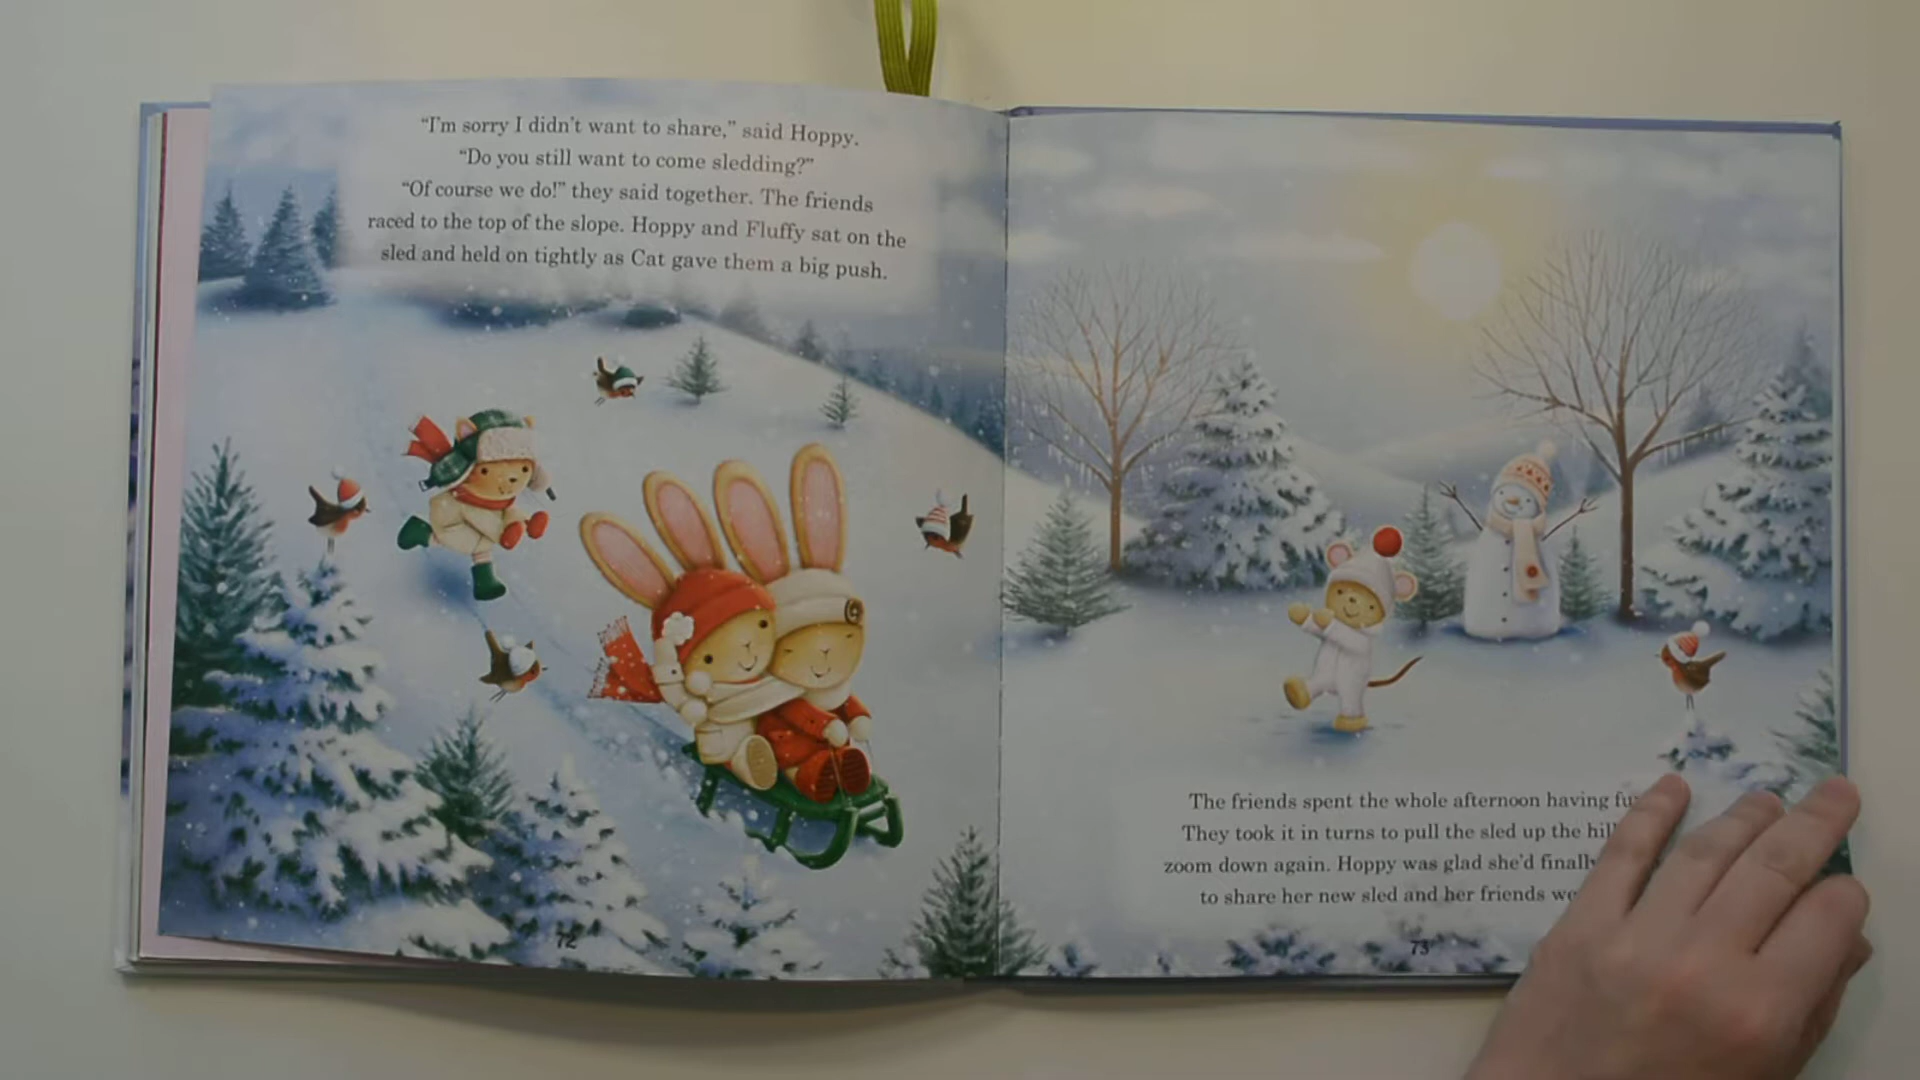 “I'm sorry I didn't want to share,” said Hoppy.
“Do you still want to come sledding?”
“Of course we do!” they said together. The friends
raced to the top of the slope. Hoppy and Fluffy sat on the
sled and held on tightly as Cat gave them a big push.
72
The friends spent the whole afternoon having
They took it in turns to pull the sled up the
zoom down again. Hoppy was glad she'd
to share her new sled and her friends
73